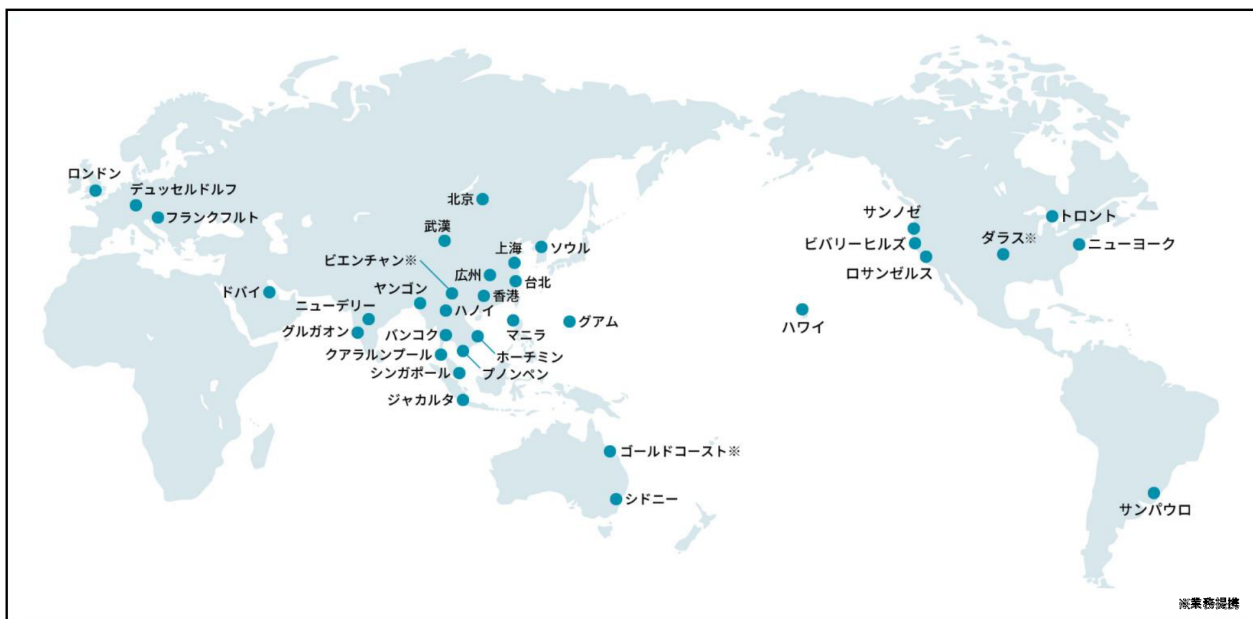 ロンドン
デュッセルドルフ
フランクフルト
北京
武漢
上海
ソウル
ビエンチャン※
広州
台北
ヤンゴン
香港
ドバイ
ニューデリー
ハノイ
グルガオン
バンコク
マニラ
グアム
クアラルンプール
ホーチミン
シンガポール
プノンペン
ジャカルタ
ゴールドコースト※
シドニー
サンノゼ
トロント
ビバリーヒルズ
ダラス※
ニューヨーク
ロサンゼルス
ハワイ
サンパウロ
※業務提携